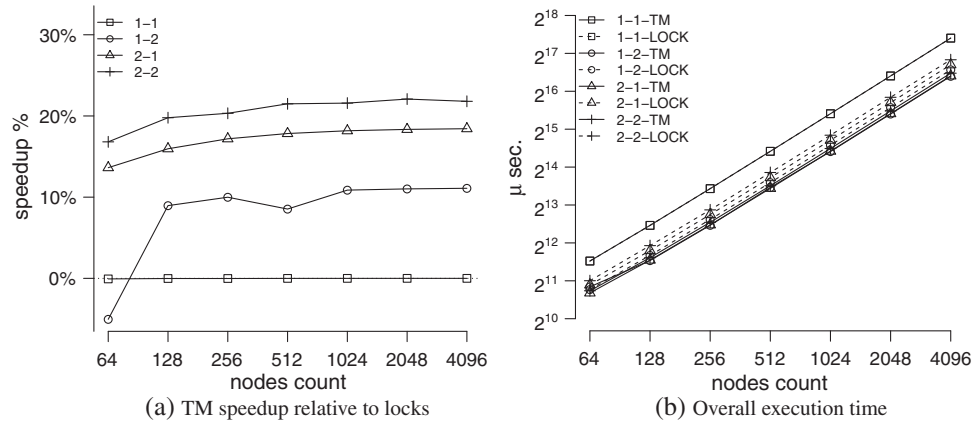 30%
20%
10%
0%
speedup %
1−1
1−2
2−1
2−2
64 128 256 512 1024 2048 4096
nodes count
(a) TM speedup relative to locks
2^18
2^17
2^16
2^15
2^14
2^13
2^12
2^11
2^10
μ sec.
1−1−TM
1−1−LOCK
1−2−TM
1−2−LOCK
2−1−TM
2−1−LOCK
2−2−TM
2−2−LOCK
64 128 256 512 1024 2048 4096
nodes count
(b) Overall execution time